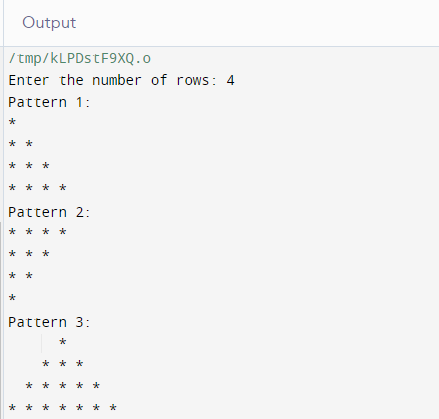 Output
/tmp/kLPDstF9XQ.o
Enter the number of rows: 4
Pattern 1:
*
* *
* * *
* * * *
Pattern 2:
* * * *
* * *
* *
*
Pattern 3:
      *
    * * *
  * * * * *
* * * * * * *